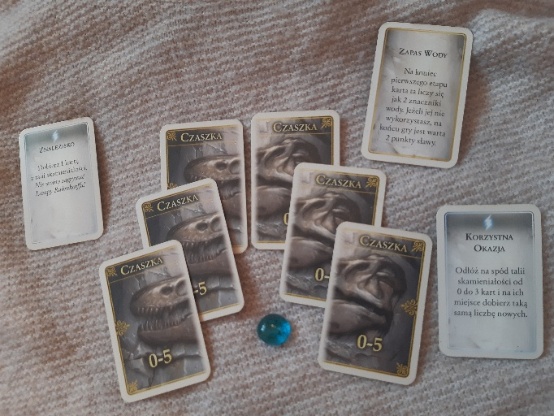 Zapas Wody
Na koniec
pierwszego etapu
karta ta liczy się
jak 2 znaczniki
wody. Jeżeli jej nie
wykorzystasz, na
końcu gry jest warta
2 punkty sławy.
Znalezisko
Czaszka
Czaszka
Czaszka
Czaszka
-5
0-
Czaszka
0-5
Czaszka
0-5
Korzystna
Okazja
Odłóż na spód talii
skamieniałości od
0 do 3 kart i na ich
miejsce dobierz taką
samą liczbę nowych.